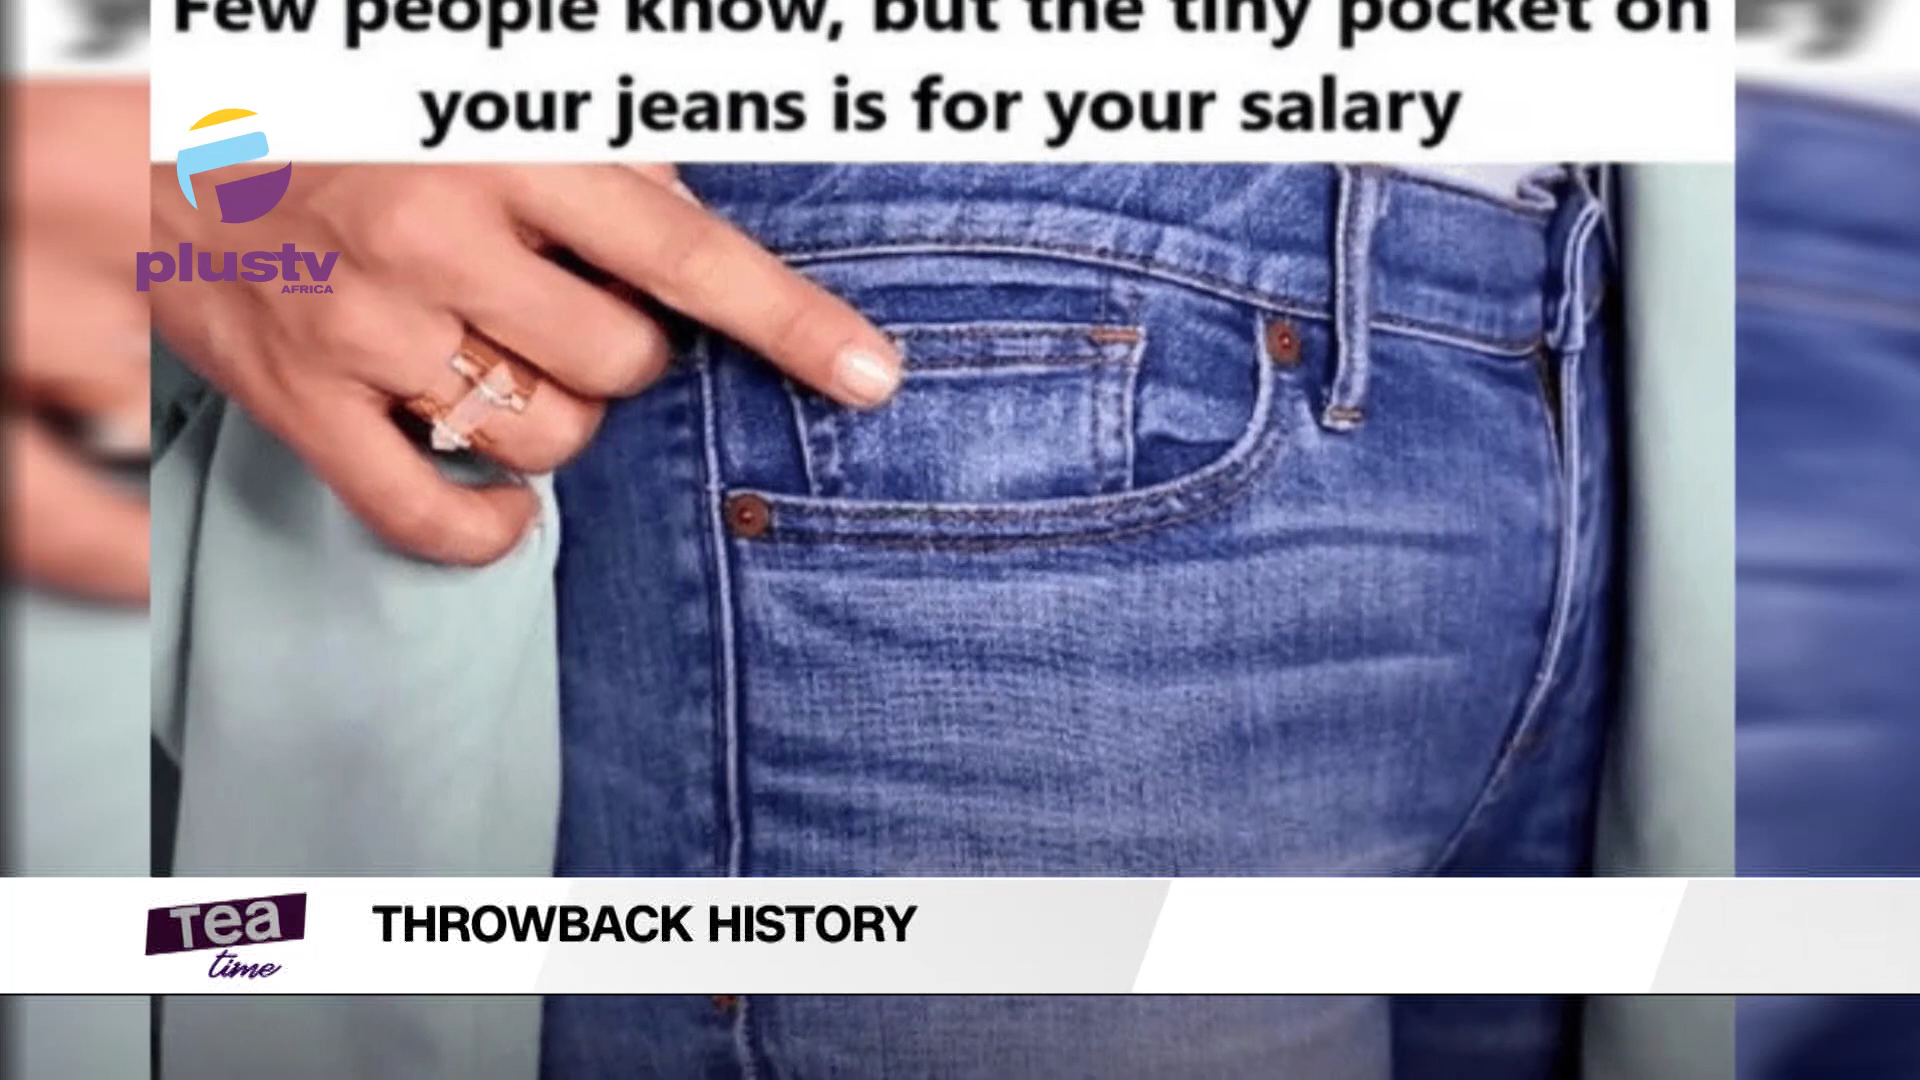 Few people know, but the tiny pocket on
your jeans is for your salary
plustv
AFRICA
Tea
time
THROWBACK HISTORY